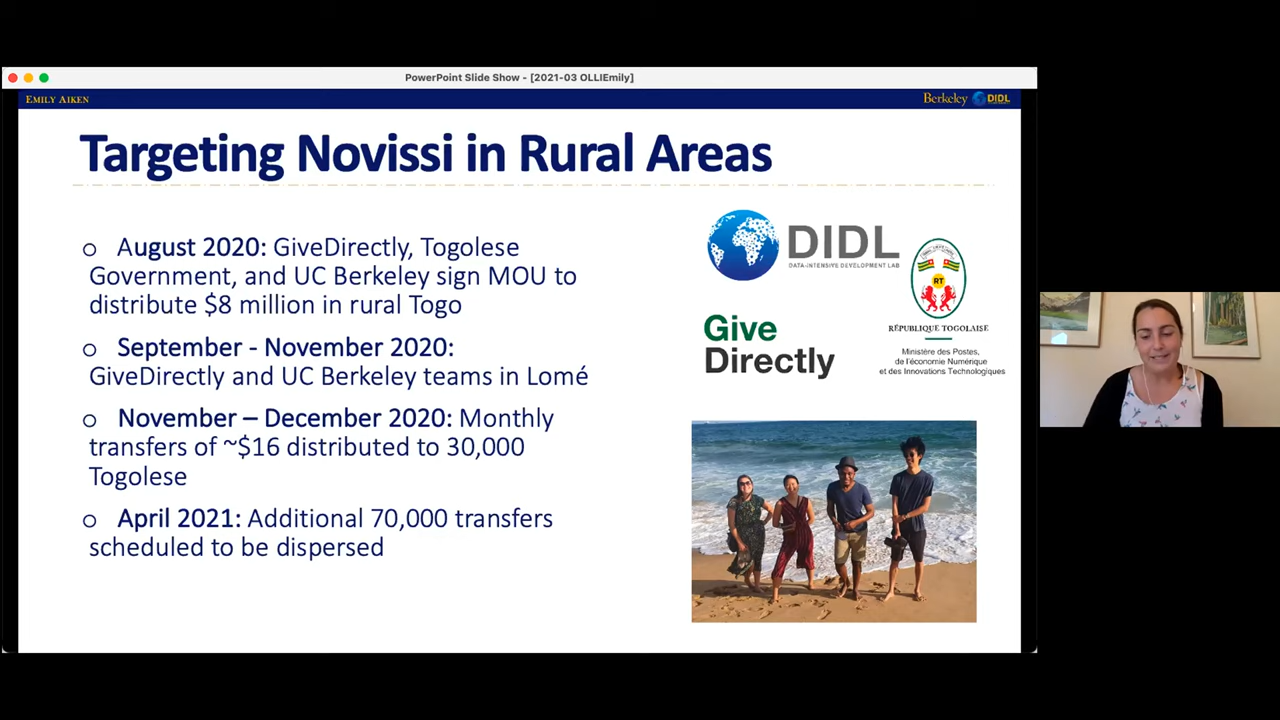 PowerPoint Slide Show - [2021-03 OLLIEmily]
EMILY AIKEN
Berkeley DIDL
Targeting Novissi in Rural Areas
o August 2020: GiveDirectly, Togolese
Government, and UC Berkeley sign MOU to
distribute $8 million in rural Togo
o September - November 2020:
GiveDirectly and UC Berkeley teams in Lomé
o November – December 2020: Monthly
transfers of ~$16 distributed to 30,000
Togolese
o April 2021: Additional 70,000 transfers
scheduled to be dispersed
DIDL
DATA-INTENSIVE DEVELOPMENT LAB
Give
Directly
RT
RÉPUBLIQUE TOGOLAISE
Ministère des Postes,
de l'économie Numérique
et des Innovations Technologiques